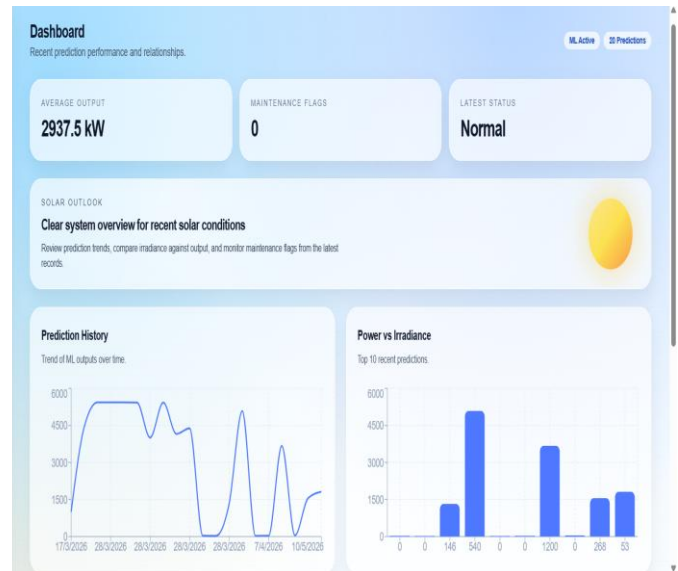 Dashboard
Recent prediction performance and relationships.
ML Active
20 Predictions
AVERAGE OUTPUT
2937.5 kW
MAINTENANCE FLAGS
0
LATEST STATUS
Normal
SOLAR OUTLOOK
Clear system overview for recent solar conditions
Review prediction trends, compare irradiance against output, and monitor maintenance flags from the latest
records.
Prediction History
Trend of ML outputs over time.
6000
4500
3000
1500
0
17/3/2026 28/3/2026 28/3/2026 28/3/2026 28/3/2026 7/4/2026 10/5/2026
Power vs Irradiance
Top 10 recent predictions.
6000
4500
3000
1500
0
0 0 146 540 0 0 1200 0 268 53